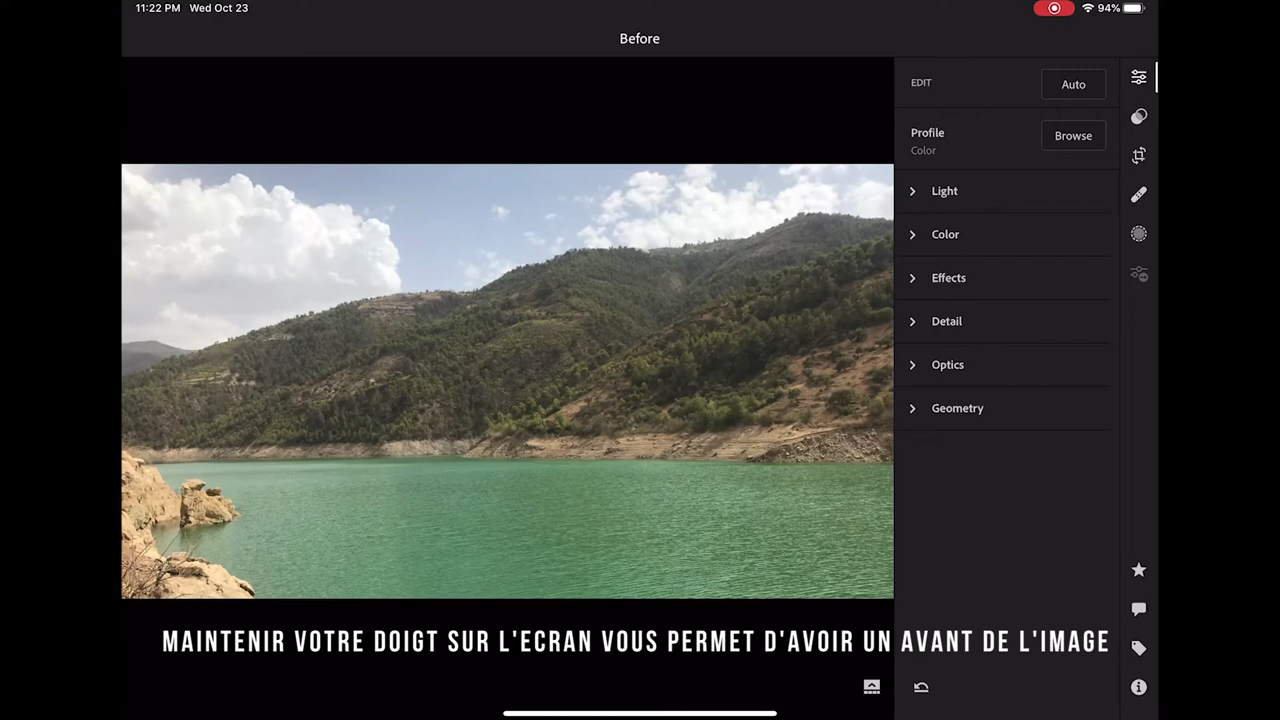 11:22 PM Wed Oct 23
94%
Before
EDIT
Auto
Profile
Color
Browse
Light
Color
Effects
Detail
Optics
Geometry
MAINTENIR VOTRE DOIGT SUR L'ECRAN VOUS PERMET D'AVOIR UN AVANT DE L'IMAGE